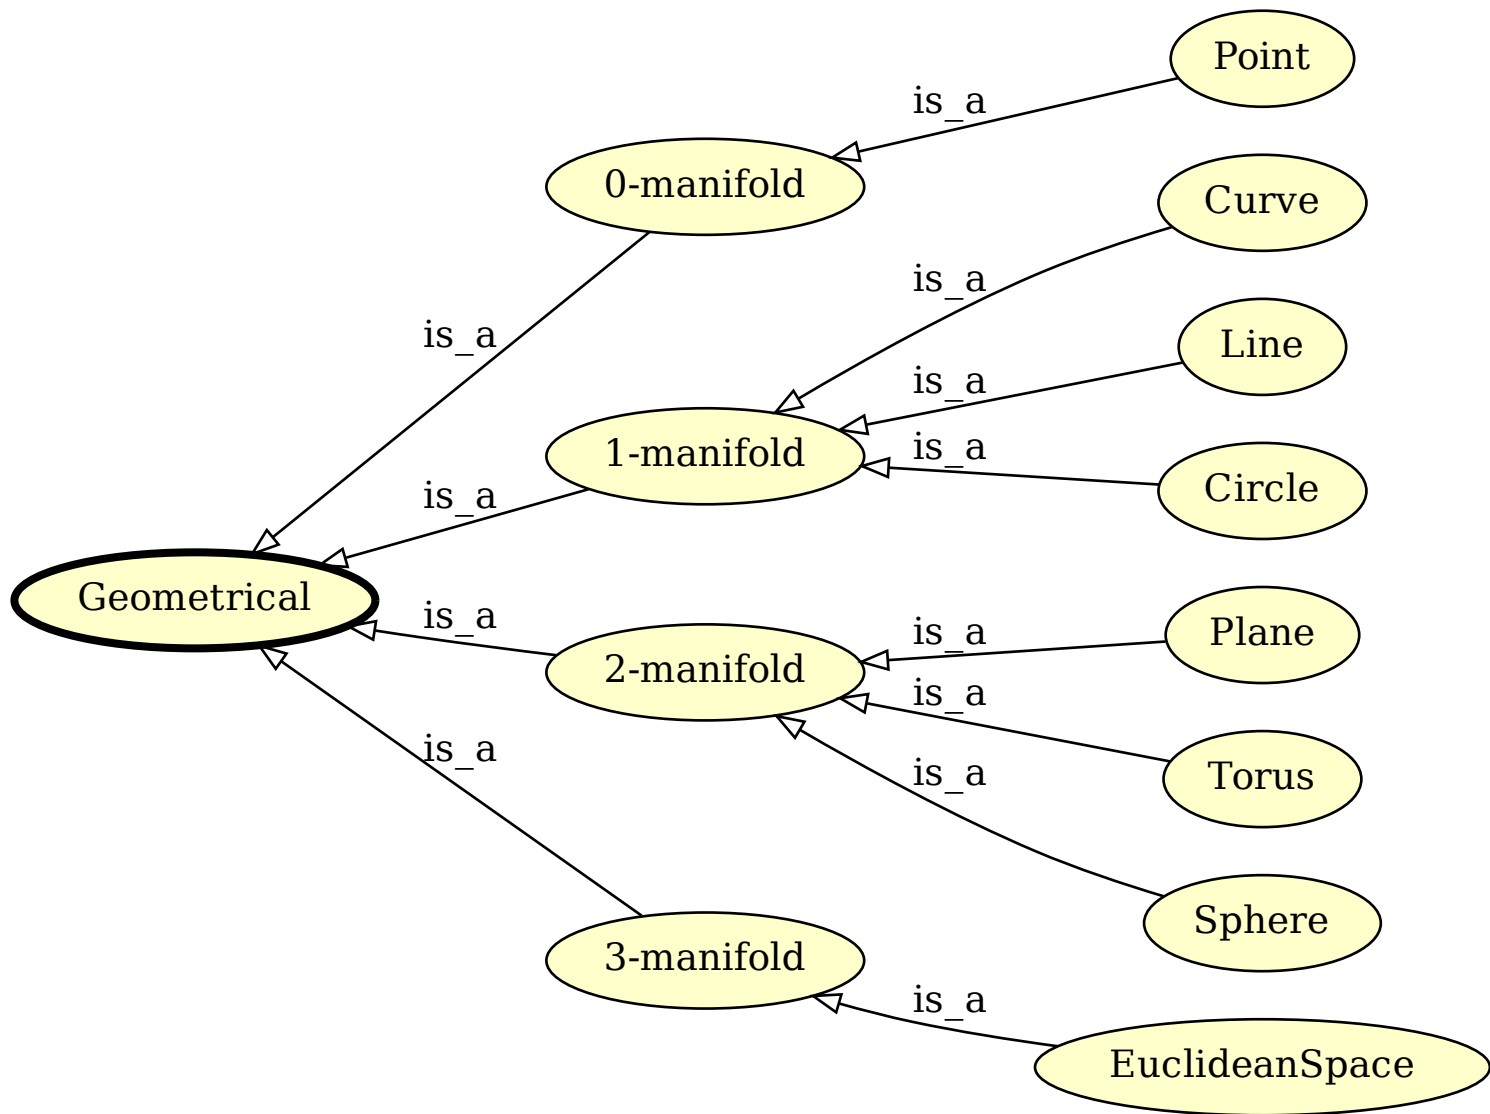 Point
is_a
0-manifold
Curve
is_a
is_a
Line
is_a
1-manifold
is_a
Circle
is_a
Geometrical
is_a
is_a
Plane
2-manifold
is_a
is_a
is_a
Torus
Sphere
3-manifold
is_a
EuclideanSpace